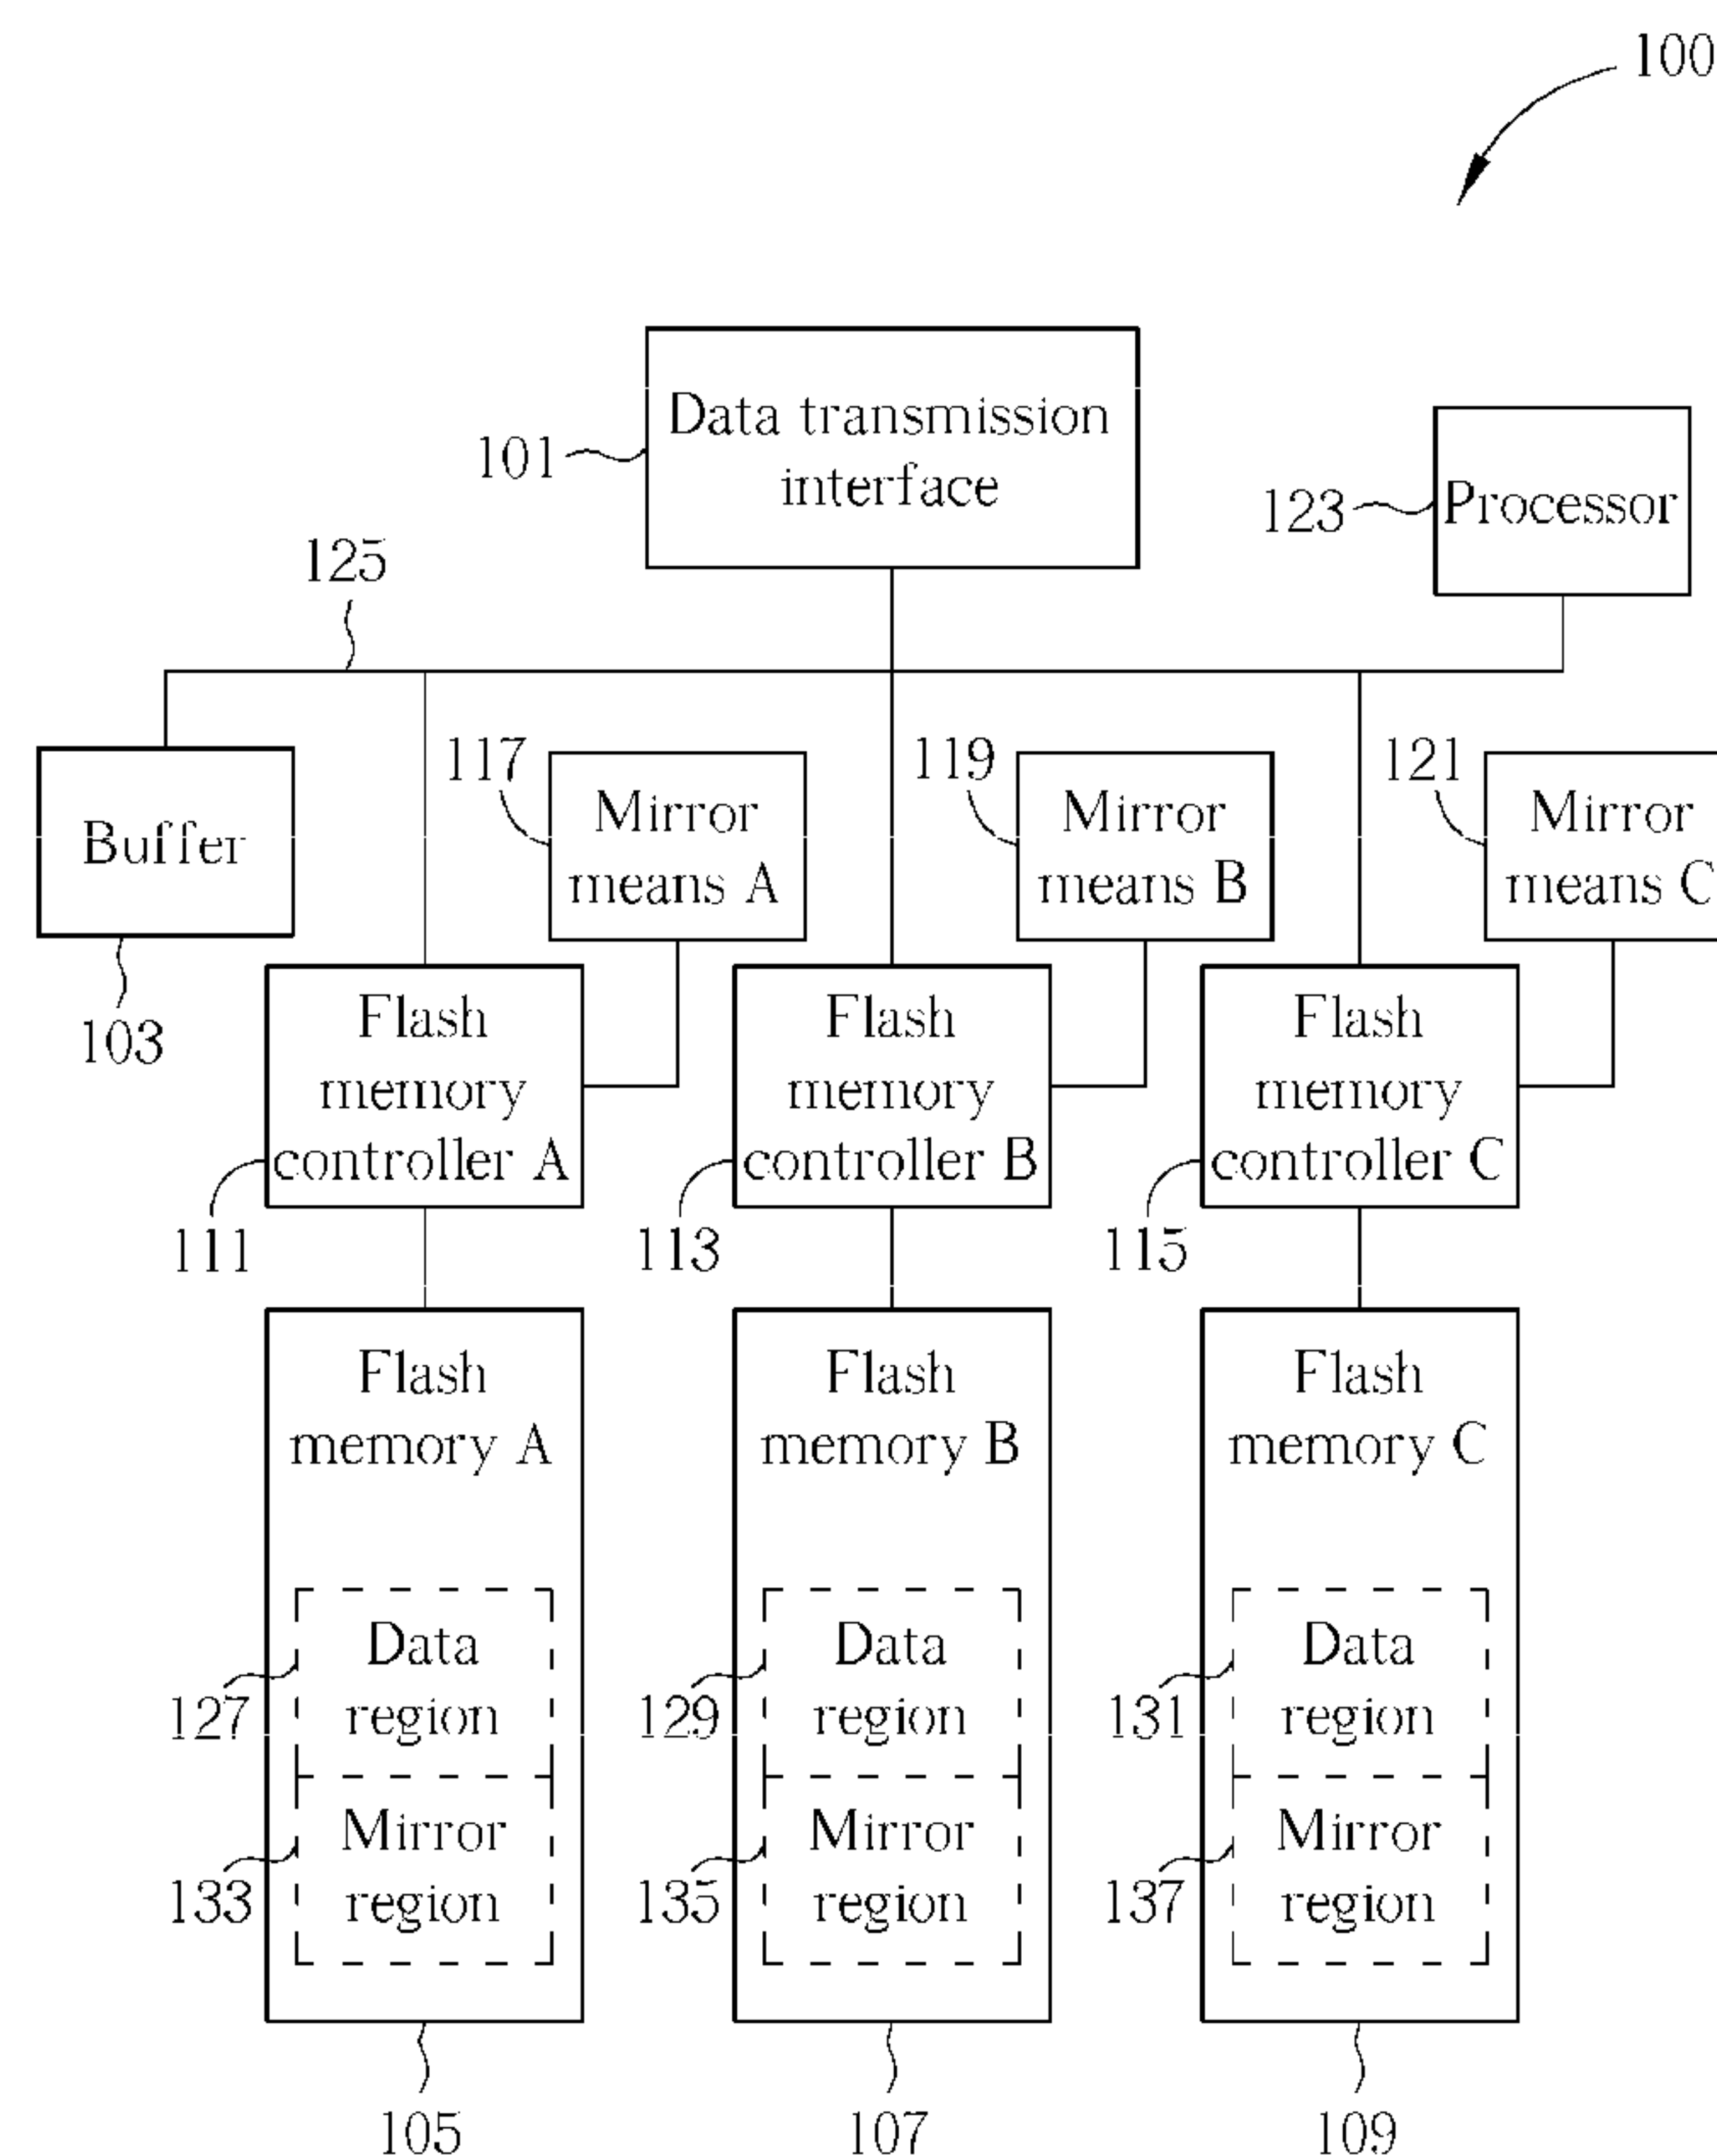 100
Data transmission
interface
101
Processor
123
125
Buffer
103
117
Mirror
means A
119
Mirror
means B
121
Mirror
means C
Flash
memory
controller A
111
Flash
memory
controller B
113
Flash
memory
controller C
115
Flash
memory A
Flash
memory B
Flash
memory C
Data
region
127
Data
region
129
Data
region
131
Mirror
region
133
Mirror
region
135
Mirror
region
137
105
107
109